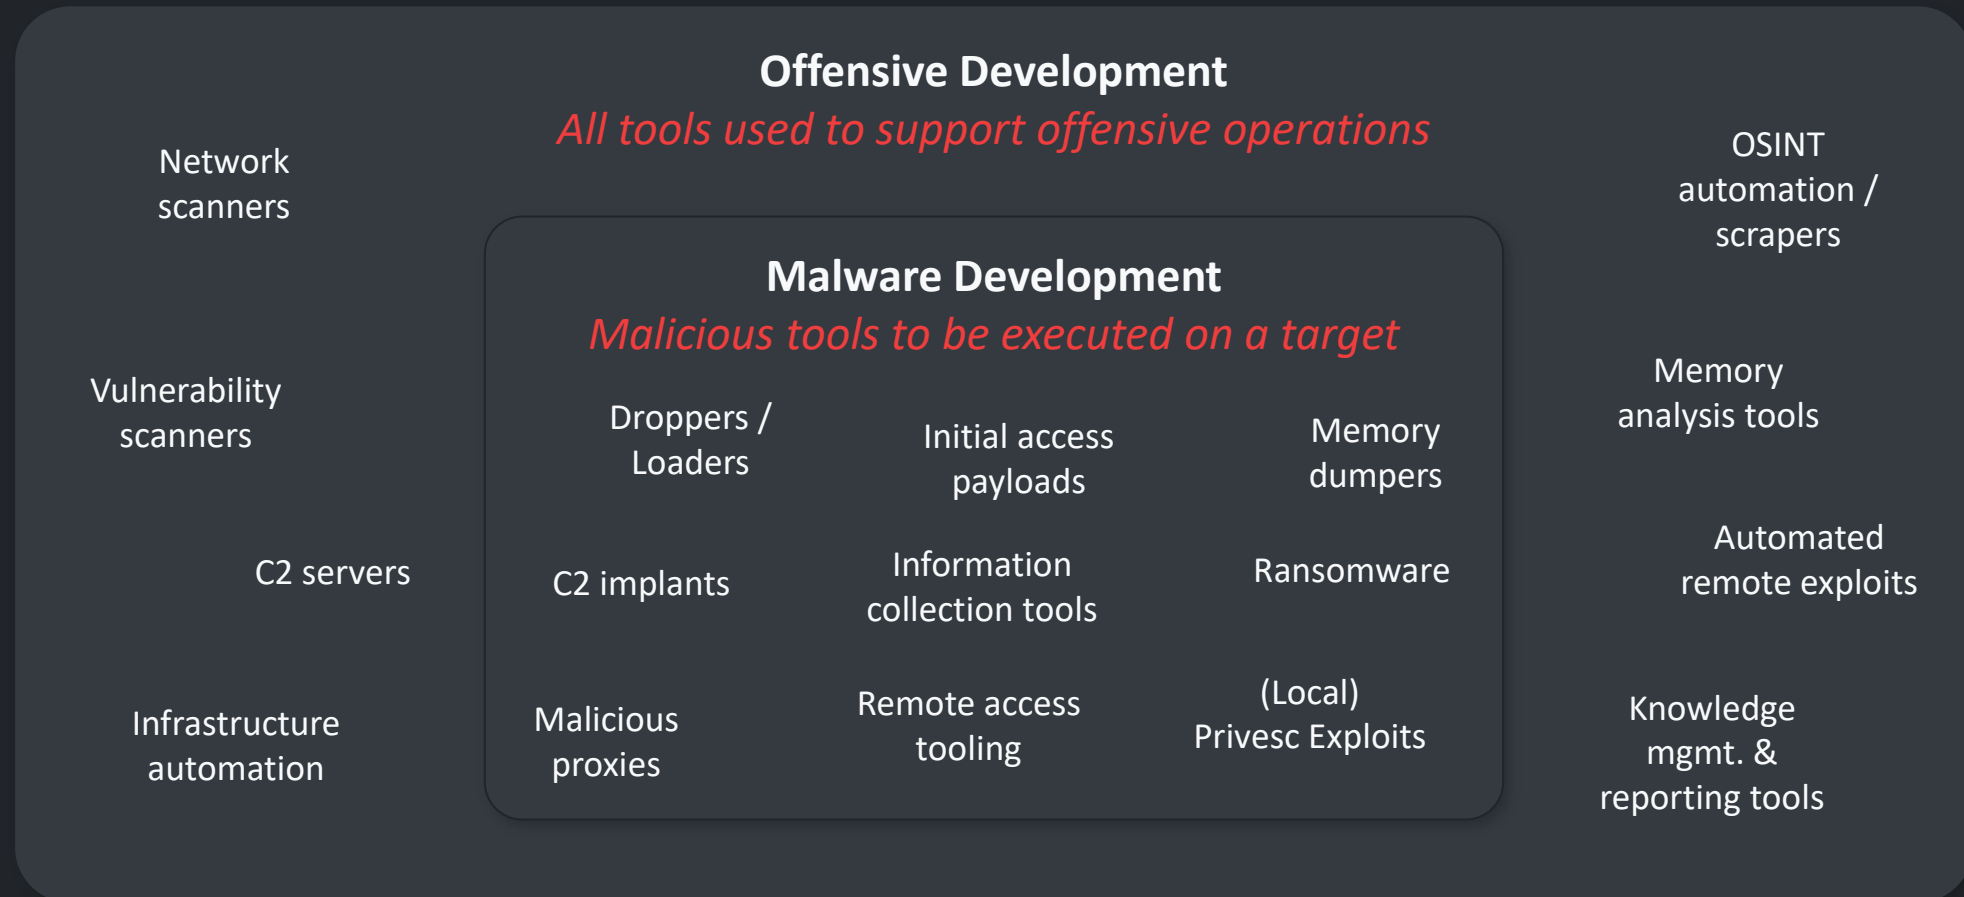 Offensive Development
All tools used to support offensive operations
Network
scanners
Vulnerability
scanners
C2 servers
Infrastructure
automation
Malware Development
Malicious tools to be executed on a target
Droppers /
Loaders
Initial access
payloads
Memory
dumpers
C2 implants
Information
collection tools
Ransomware
Malicious
proxies
Remote access
tooling
(Local)
Privesc Exploits
OSINT
automation /
scrapers
Memory
analysis tools
Automated
remote exploits
Knowledge
mgmt. &
reporting tools